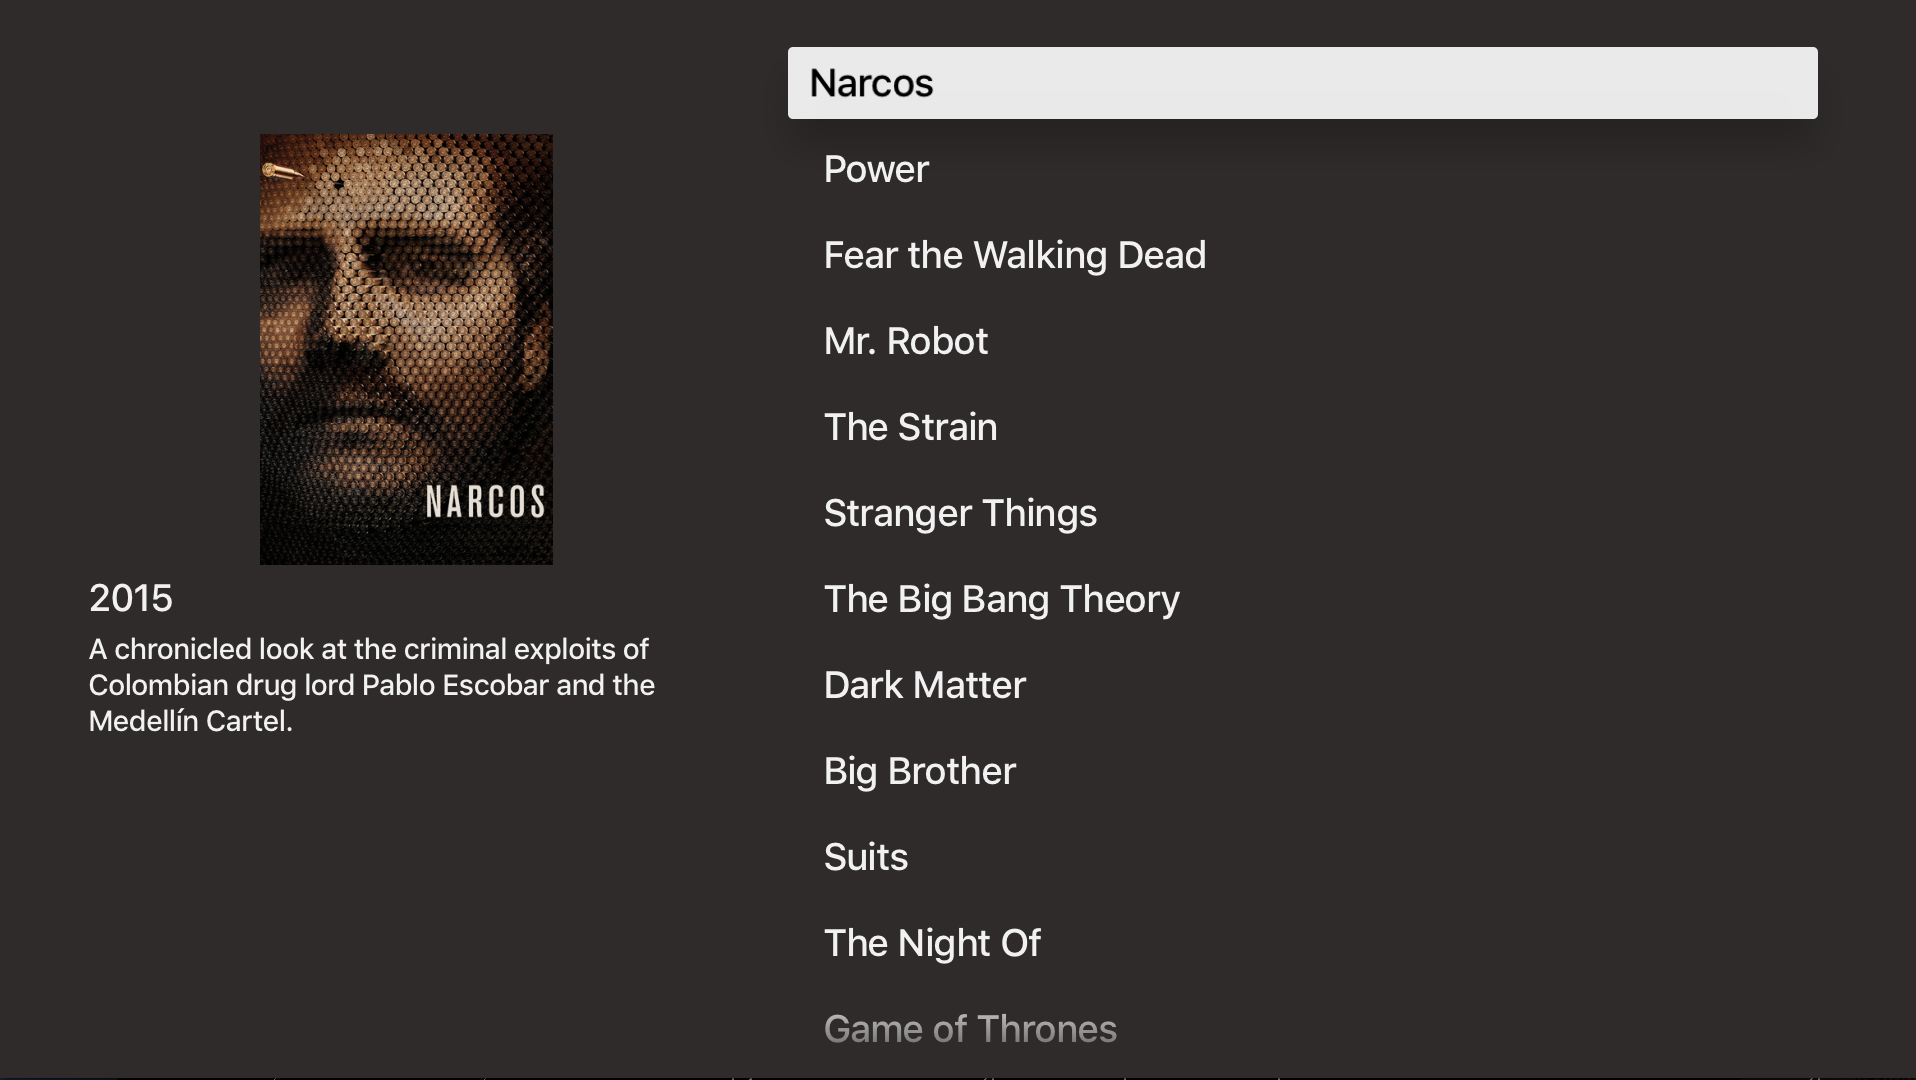 NARCOS
2015
A chronicled look at the criminal exploits of
Colombian drug lord Pablo Escobar and the
Medellín Cartel.
Narcos
Power
Fear the Walking Dead
Mr. Robot
The Strain
Stranger Things
The Big Bang Theory
Dark Matter
Big Brother
Suits
The Night Of
Game of Thrones